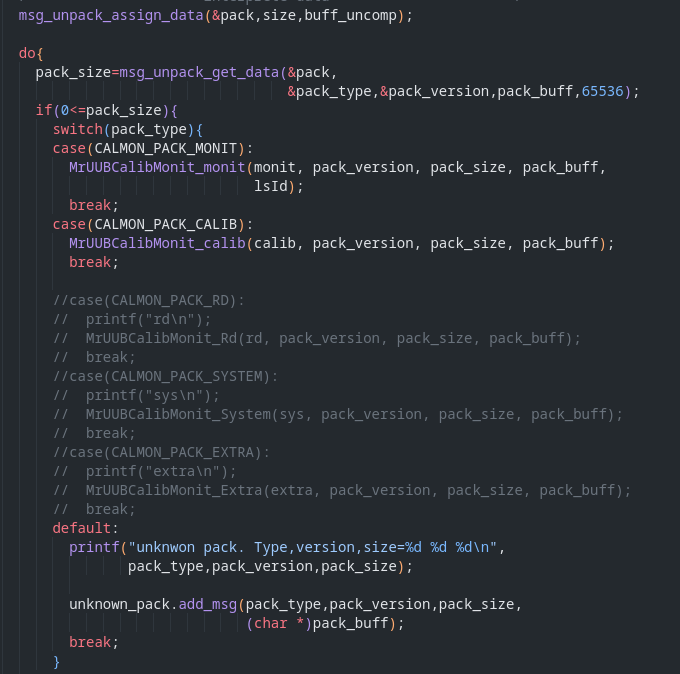 msg_unpack_assign_data(&pack,size,buff_uncomp);
do{
pack_size=msg_unpack_get_data(&pack,
&pack_type,&pack_version,pack_buff,65536);
if(0<=pack_size){
switch(pack_type){
case(CALMON_PACK_MONIT):
MrUUBCalibMonit_monit(monit, pack_version, pack_size, pack_buff,
lsId);
break;
case(CALMON_PACK_CALIB):
MrUUBCalibMonit_calib(calib, pack_version, pack_size, pack_buff);
break;
//case(CALMON_PACK_RD):
//  printf("rd\n");
//  MrUUBCalibMonit_Rd(rd, pack_version, pack_size, pack_buff);
//  break;
//case(CALMON_PACK_SYSTEM):
//  printf("sys\n");
//  MrUUBCalibMonit_System(sys, pack_version, pack_size, pack_buff);
//  break;
//case(CALMON_PACK_EXTRA):
//  printf("extra\n");
//  MrUUBCalibMonit_Extra(extra, pack_version, pack_size, pack_buff);
//  break;
default:
printf("unknwon pack. Type,version,size=%d %d %d\n",
pack_type,pack_version,pack_size);
unknown_pack.add_msg(pack_type,pack_version,pack_size,
(char *)pack_buff);
break;
}